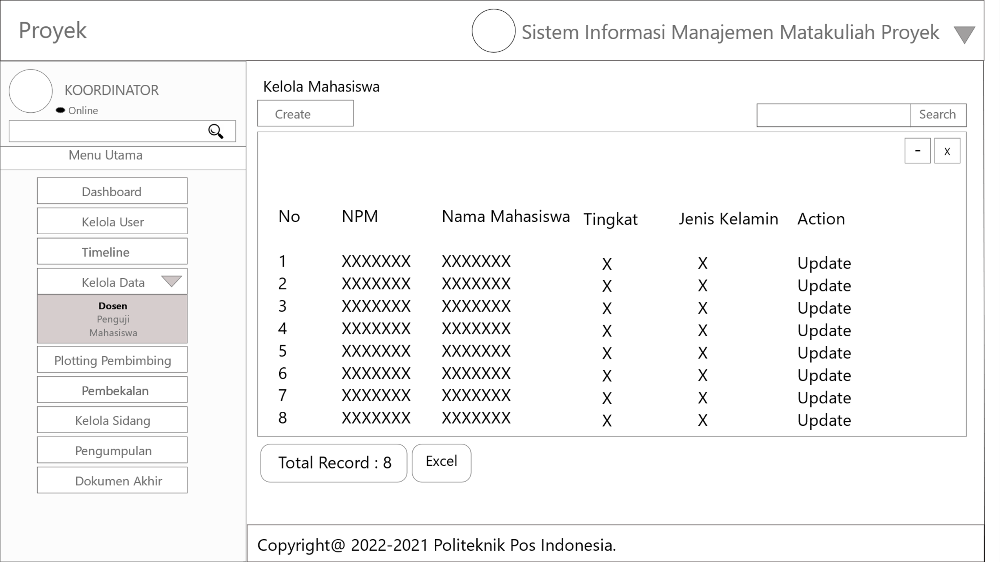 Proyek
Sistem Informasi Manajemen Matakuliah Proyek
KOORDINATOR
Online
Menu Utama
Dashboard
Kelola User
Timeline
Kelola Data
Dosen
Penguji
Mahasiswa
Plotting Pembimbing
Pembekalan
Kelola Sidang
Pengumpulan
Dokumen Akhir
Kelola Mahasiswa
Create
Search
- x
No NPM Nama Mahasiswa Tingkat Jenis Kelamin Action
1 XXXXXXX XXXXXXX X X Update
2 XXXXXXX XXXXXXX X X Update
3 XXXXXXX XXXXXXX X X Update
4 XXXXXXX XXXXXXX X X Update
5 XXXXXXX XXXXXXX X X Update
6 XXXXXXX XXXXXXX X X Update
7 XXXXXXX XXXXXXX X X Update
8 XXXXXXX XXXXXXX X X Update
Total Record : 8
Excel
Copyright@ 2022-2021 Politeknik Pos Indonesia.